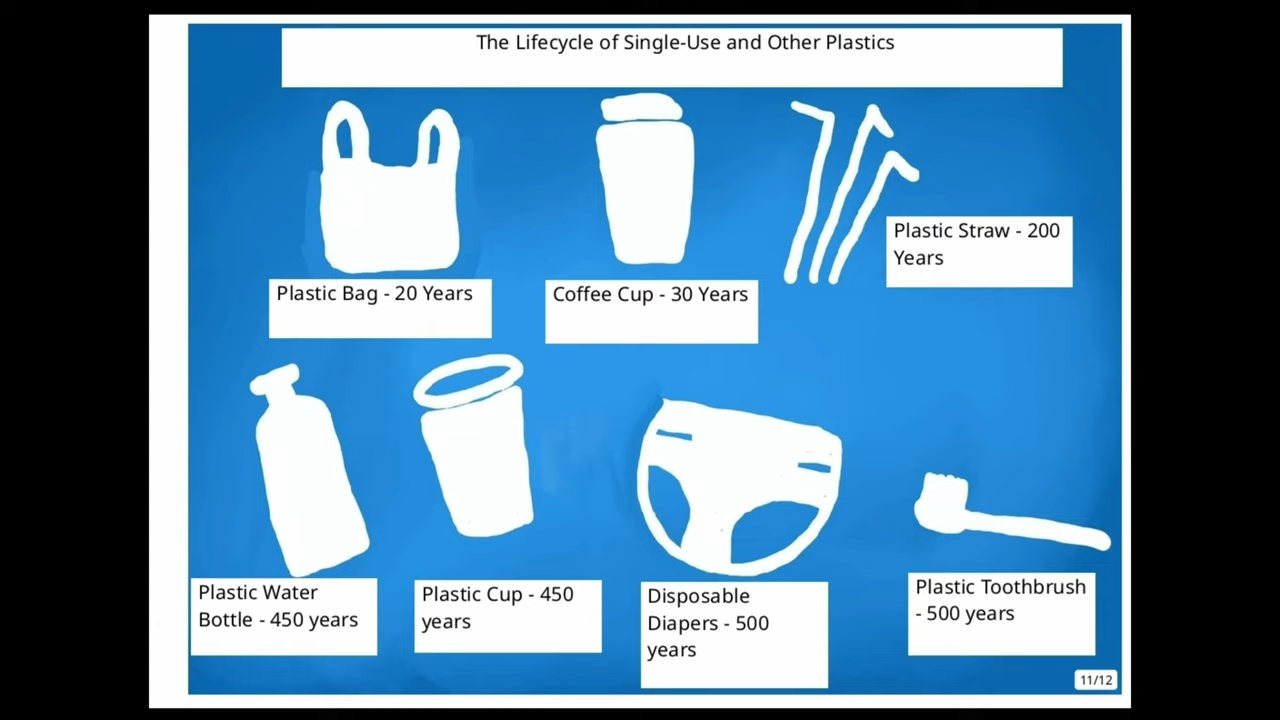 The Lifecycle of Single-Use and Other Plastics
Plastic Straw - 200
Years
Plastic Bag - 20 Years
Coffee Cup - 30 Years
Plastic Water
Bottle - 450 years
Plastic Cup - 450
years
Disposable
Diapers - 500
years
Plastic Toothbrush
- 500 years
11/12